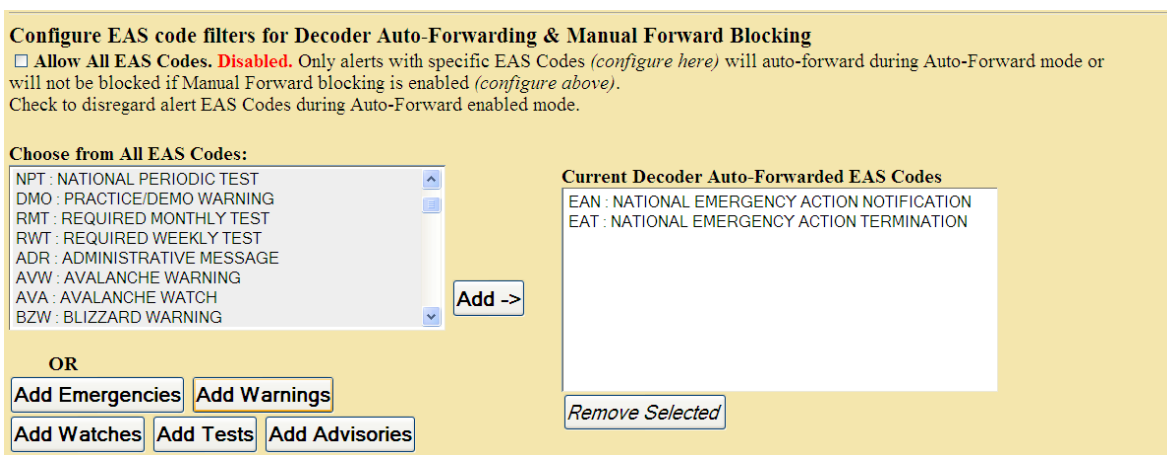 Configure EAS code filters for Decoder Auto-Forwarding & Manual Forward Blocking
Allow All EAS Codes. Disabled. Only alerts with specific EAS Codes (configure here) will auto-forward during Auto-Forward mode or
will not be blocked if Manual Forward blocking is enabled (configure above).
Check to disregard alert EAS Codes during Auto-Forward enabled mode.
Choose from All EAS Codes:
NPT : NATIONAL PERIODIC TEST
DMO : PRACTICE/DEMO WARNING
RMT : REQUIRED MONTHLY TEST
RWT : REQUIRED WEEKLY TEST
ADR : ADMINISTRATIVE MESSAGE
AVW : AVALANCHE WARNING
AVA : AVALANCHE WATCH
BZW : BLIZZARD WARNING
Add ->
Current Decoder Auto-Forwarded EAS Codes
EAN : NATIONAL EMERGENCY ACTION NOTIFICATION
EAT : NATIONAL EMERGENCY ACTION TERMINATION
OR
Add Emergencies Add Warnings
Add Watches Add Tests Add Advisories
Remove Selected